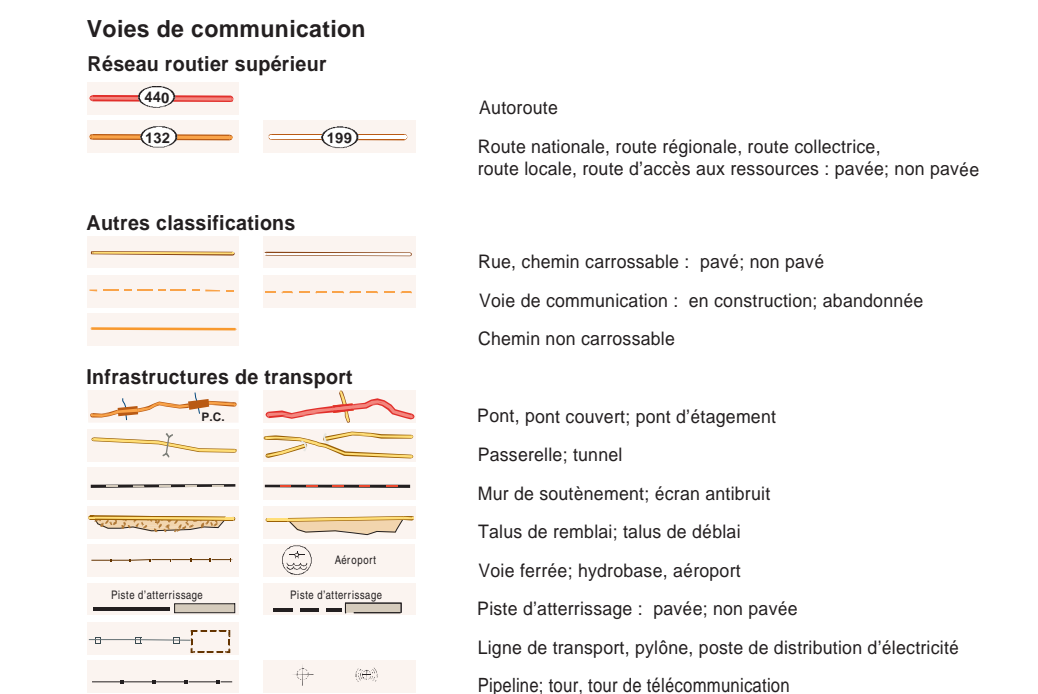 Voies de communication
Réseau routier supérieur
440
Autoroute
132
199
Route nationale, route régionale, route collectrice,
route locale, route d'accès aux ressources : pavée; non pavée
Autres classifications
Rue, chemin carrossable : pavé; non pavé
Voie de communication : en construction; abandonnée
Chemin non carrossable
Infrastructures de transport
P.C.
Pont, pont couvert; pont d'étagement
Passerelle; tunnel
Mur de soutènement; écran antibruit
Talus de remblai; talus de déblai
Aéroport
Voie ferrée; hydrobase, aéroport
Piste d'atterrissage
Piste d'atterrissage
Piste d'atterrissage : pavée; non pavée
Ligne de transport, pylône, poste de distribution d'électricité
Pipeline; tour, tour de télécommunication